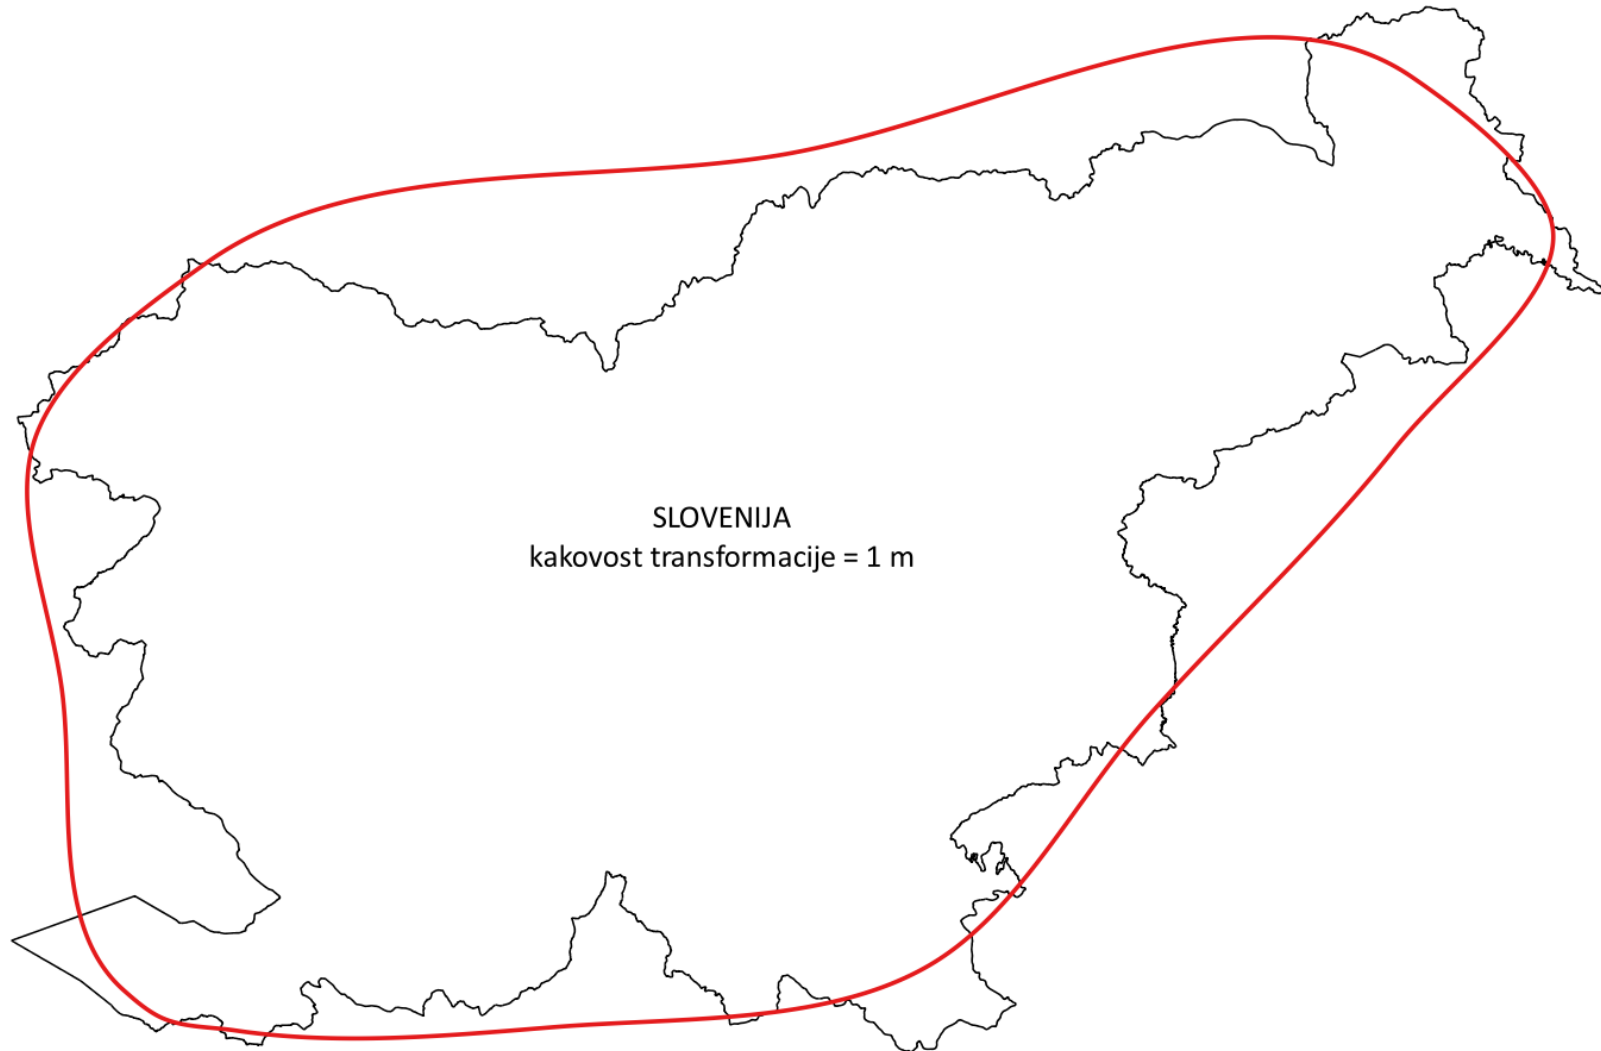 SLOVENIJA
kakovost transformacije = 1 m